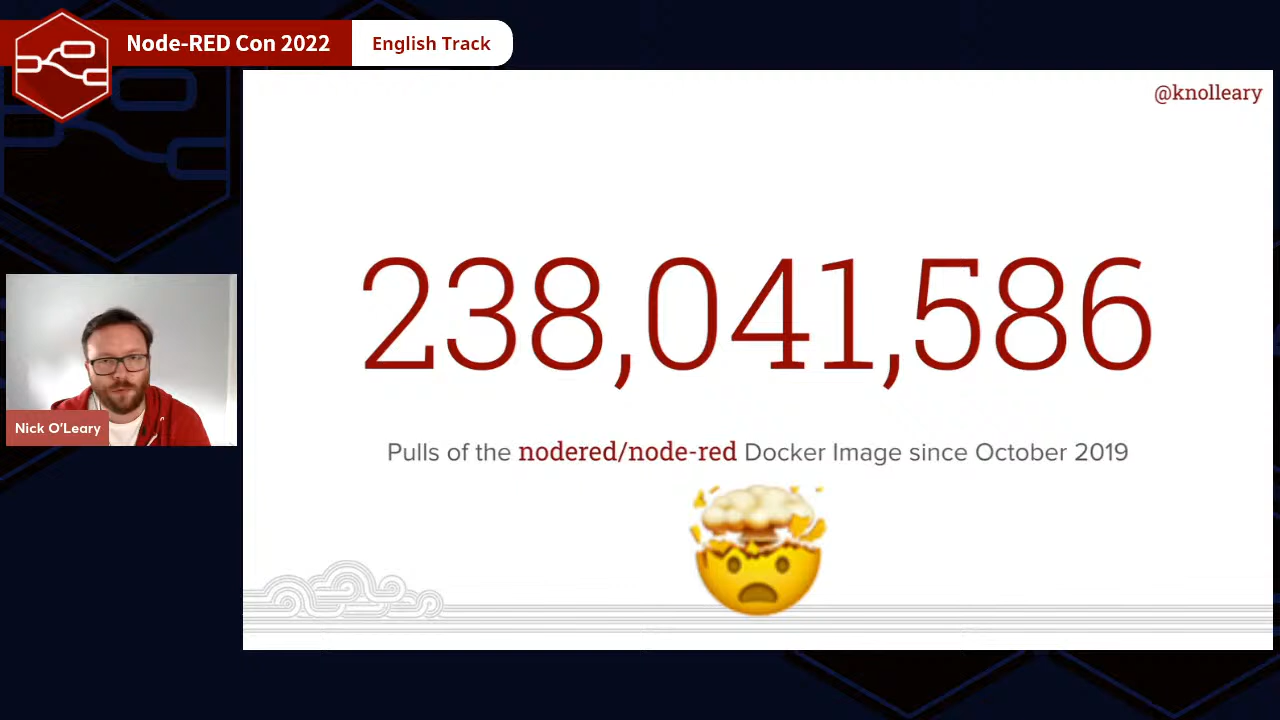 Node-RED Con 2022
English Track
@knolleary
238,041,586
Pulls of the nodered/node-red Docker Image since October 2019
Nick O'Leary